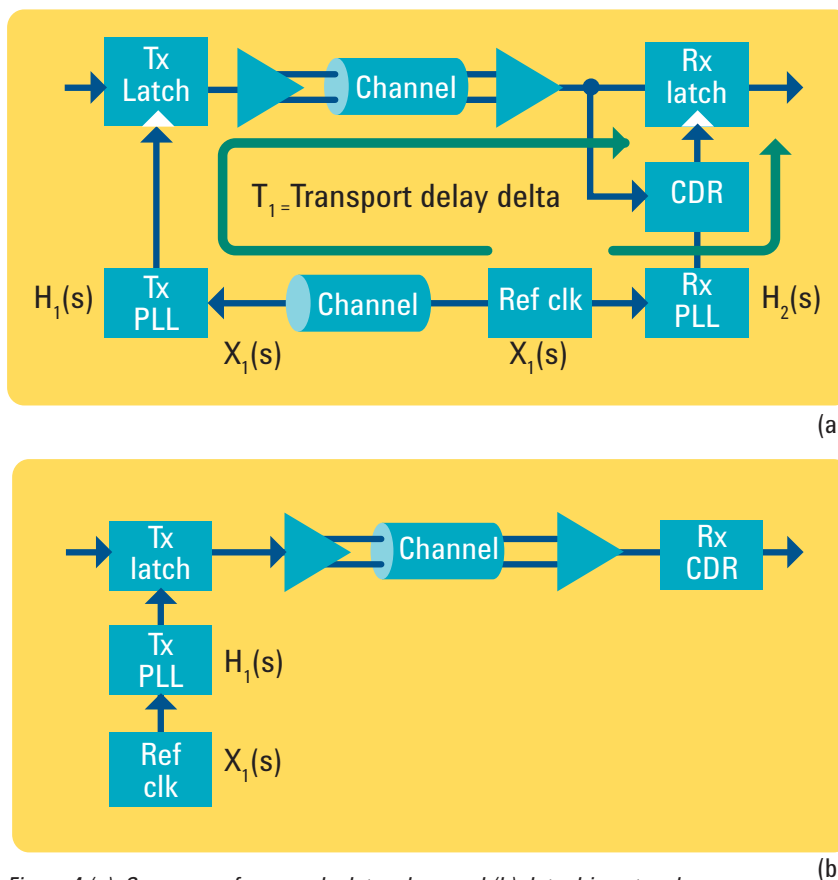 Tx
Latch
Channel
Rx
latch
T₁=Transport delay delta
CDR
H₁(s)
Tx
PLL
Channel
Ref clk
Rx
PLL
H₂(s)
X₁(s)
X₁(s)
(a
Tx
latch
Channel
Rx
CDR
Tx
PLL
H₁(s)
Ref
clk
X₁(s)
(b